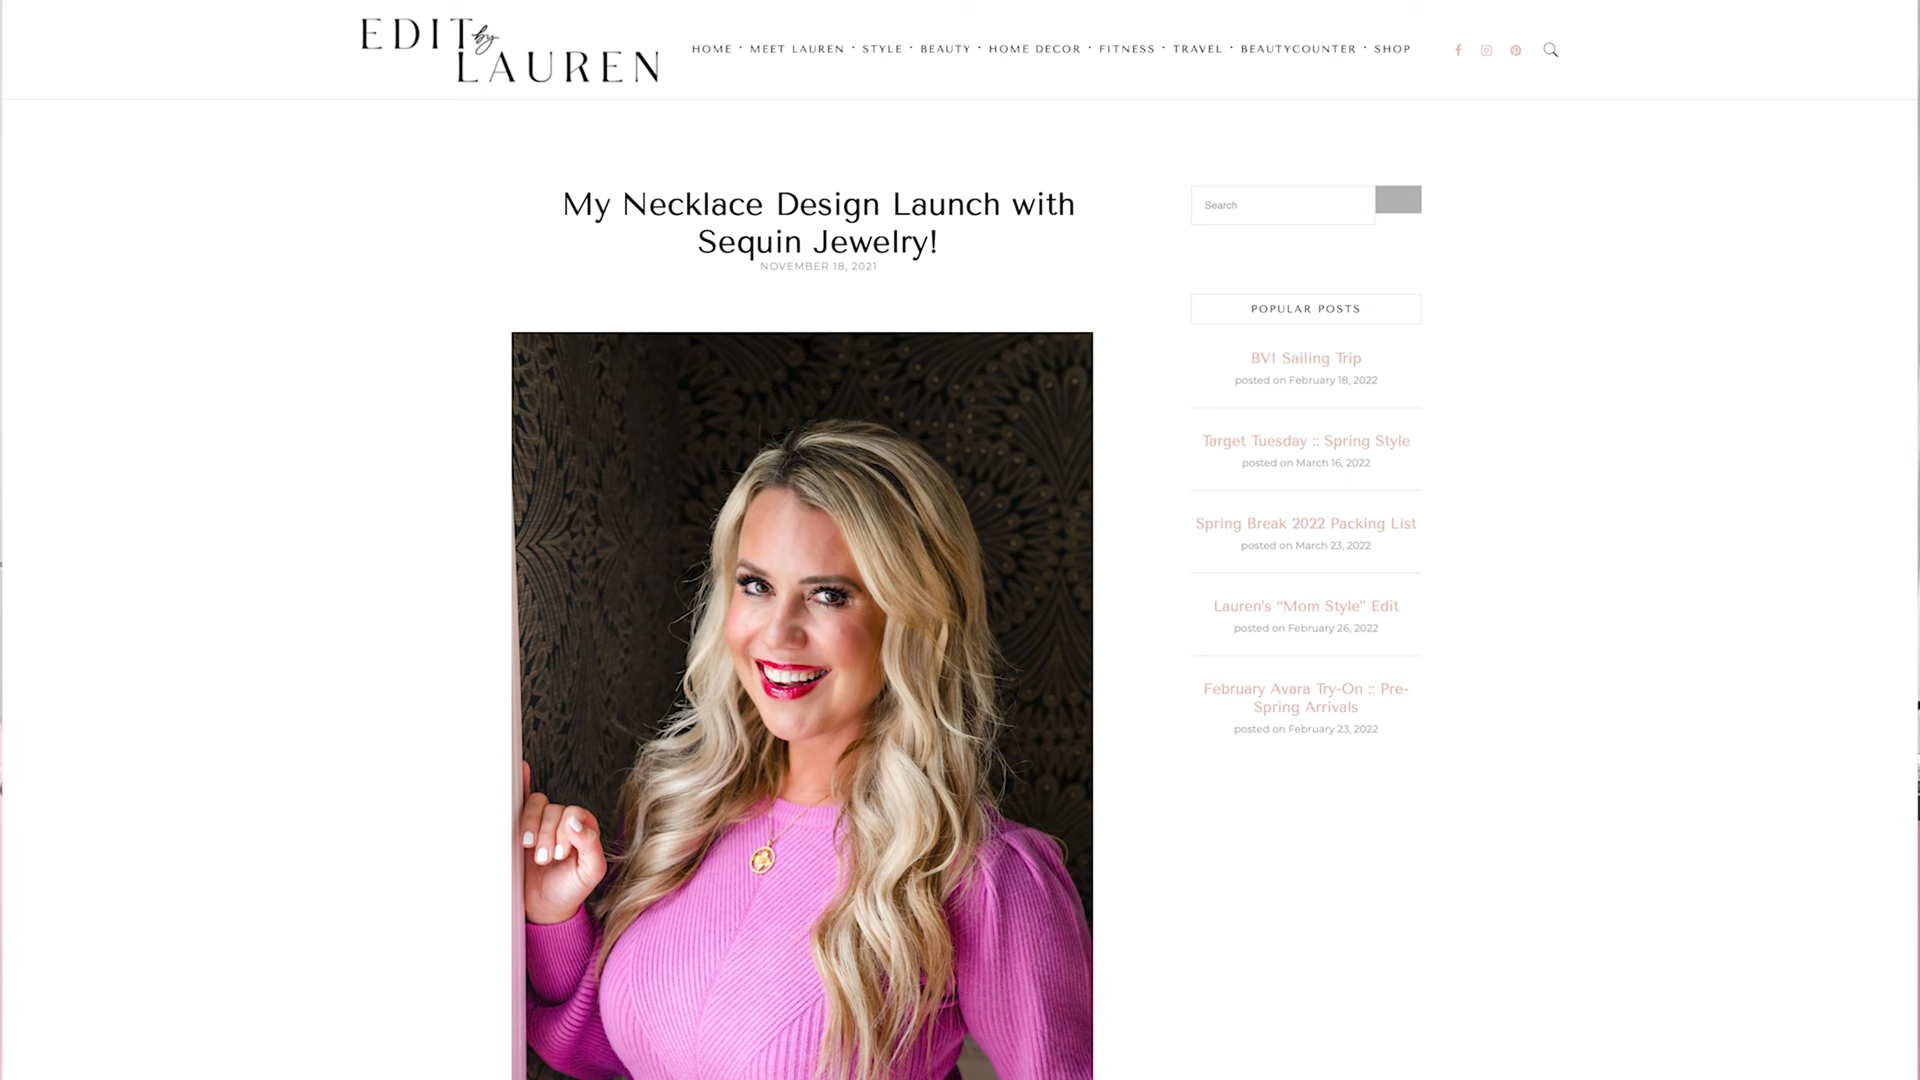 EDIT by
LAUREN
HOME · MEET LAUREN · STYLE · BEAUTY · HOME DECOR · FITNESS · TRAVEL · BEAUTYCOUNTER · SHOP
My Necklace Design Launch with
Sequin Jewelry!
NOVEMBER 18, 2021
Search
POPULAR POSTS
BVI Sailing Trip
posted on February 18, 2022
Target Tuesday :: Spring Style
posted on March 16, 2022
Spring Break 2022 Packing List
posted on March 23, 2022
Lauren's “Mom Style” Edit
posted on February 26, 2022
February Avara Try-On :: Pre-
Spring Arrivals
posted on February 23, 2022